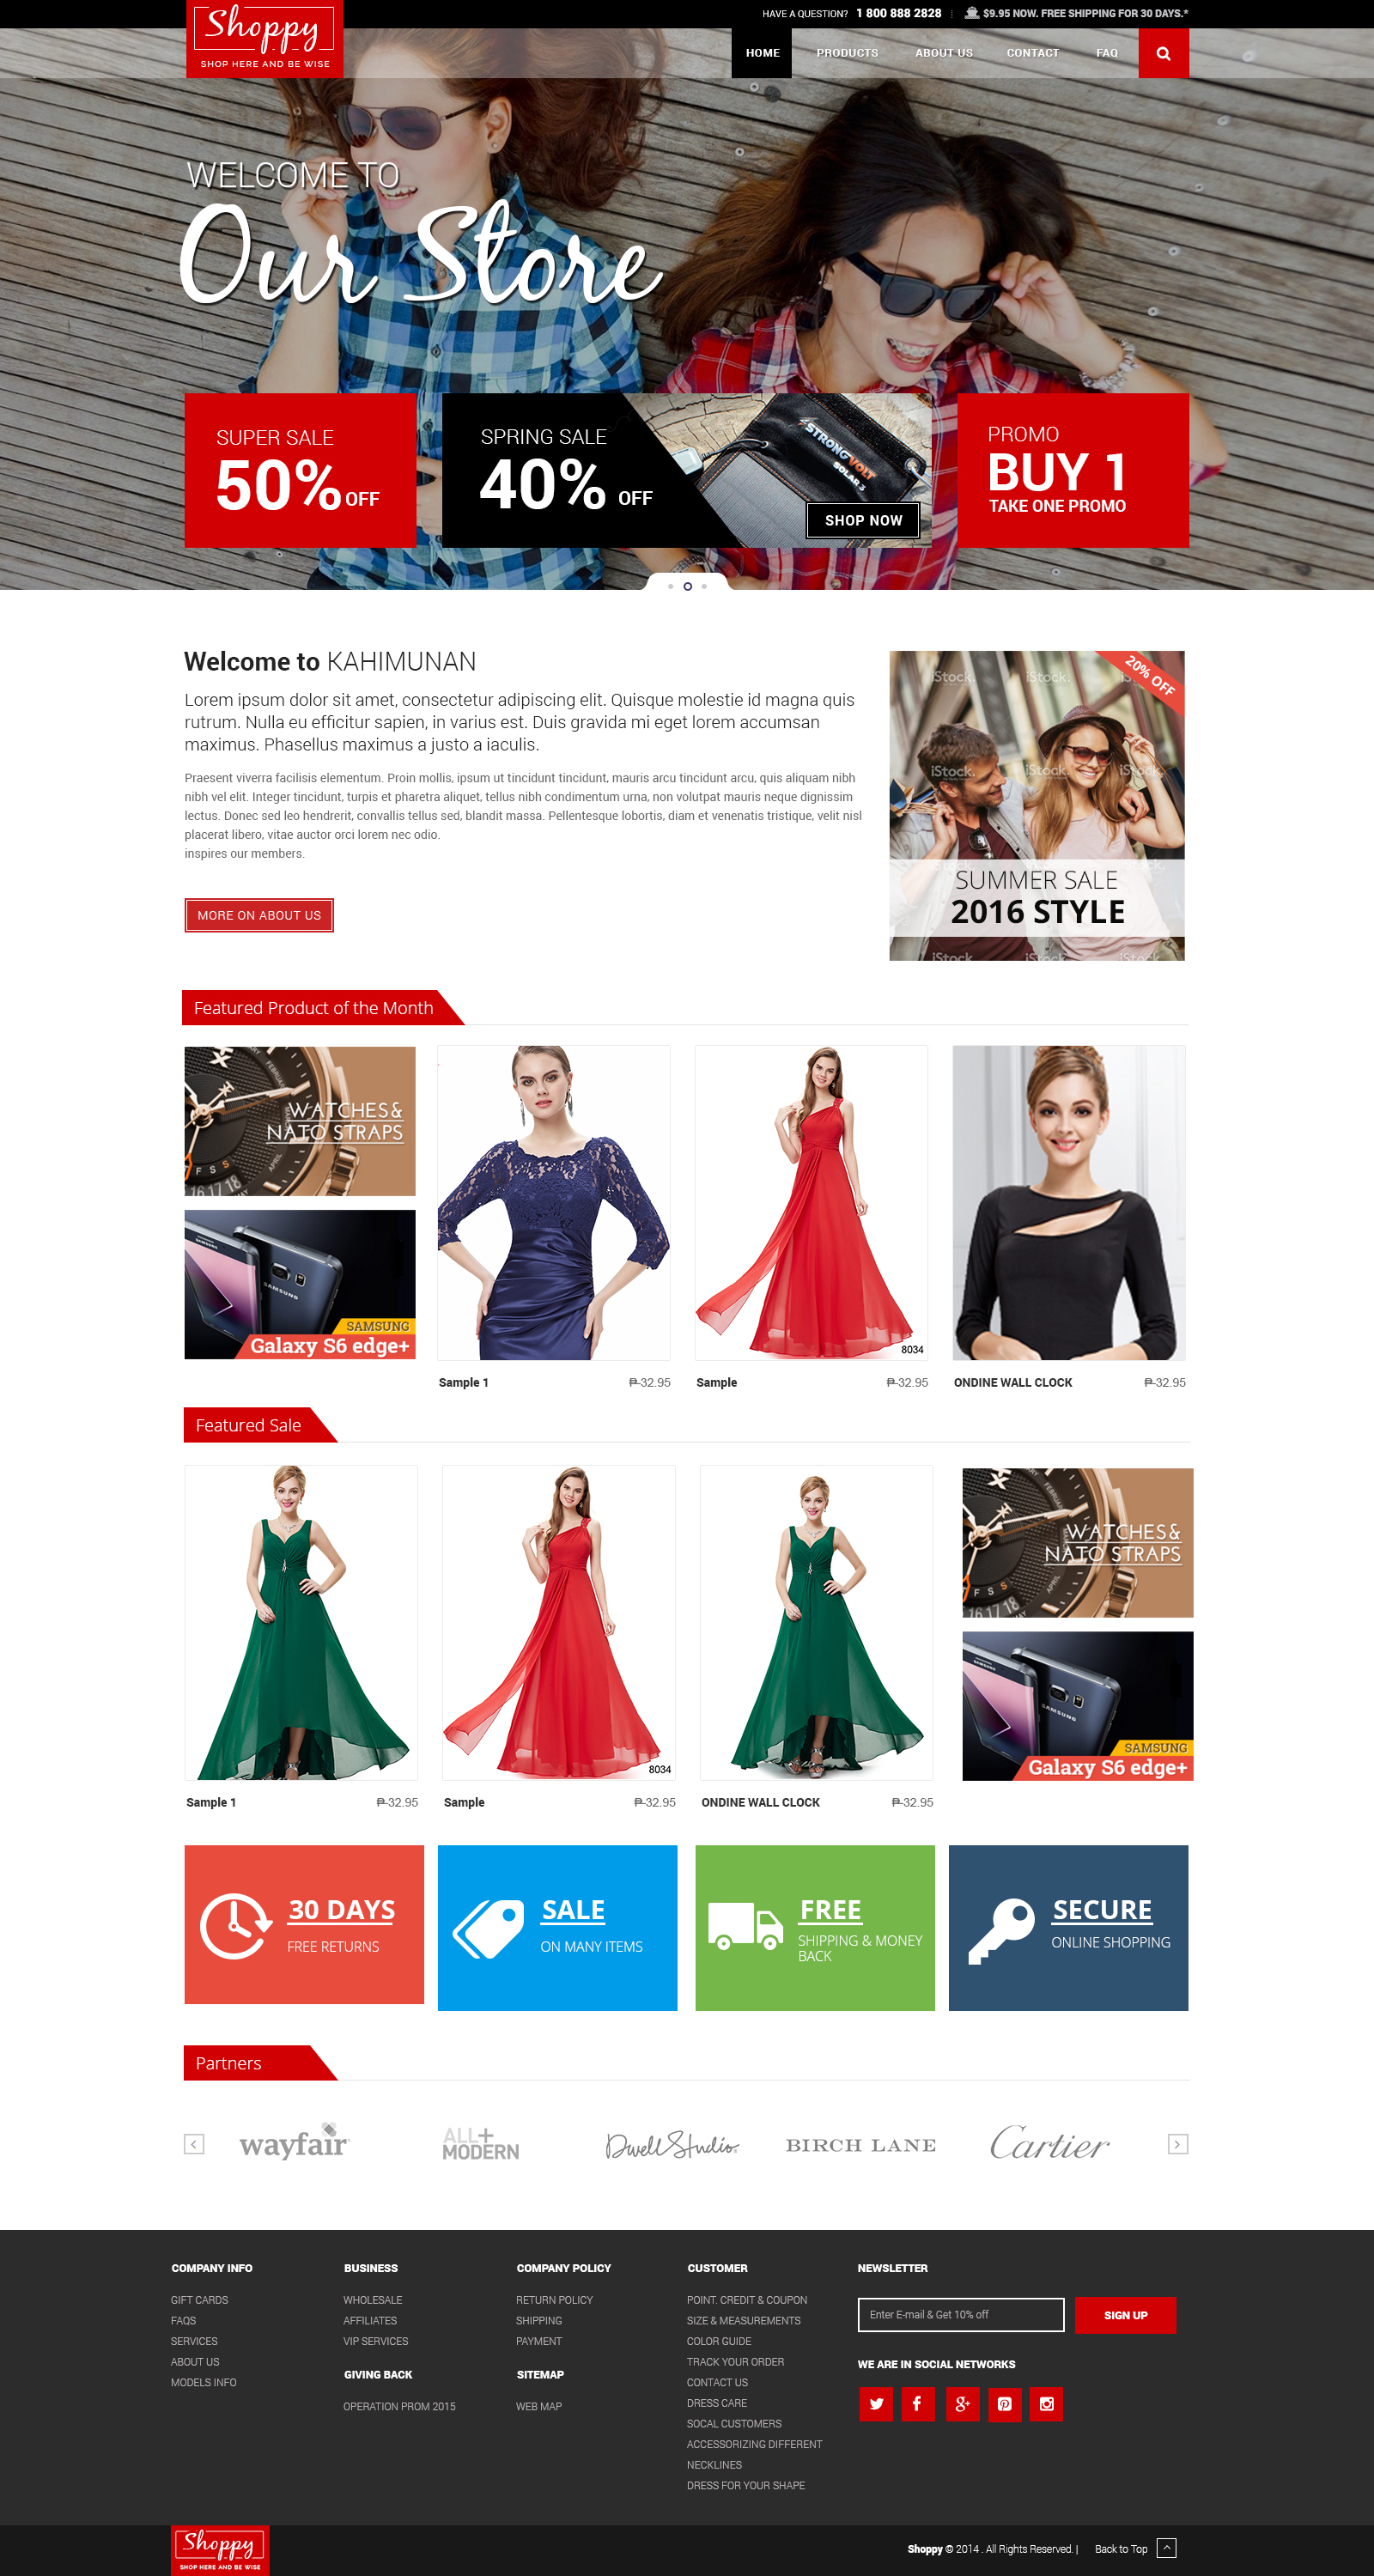 Shoppy
SHOP HERE AND BE WISE
HAVE A QUESTION? 1 800 888 2828 $9.95 NOW. FREE SHIPPING FOR 30 DAYS.*
HOME PRODUCTS ABOUT US CONTACT FAQ
WELCOME TO
Our Store
SUPER SALE
50% OFF
SPRING SALE
40% OFF
STRONGVOLT
SOLAR 3
SHOP NOW
PROMO
BUY 1
TAKE ONE PROMO
Welcome to KAHIMUNAN
Lorem ipsum dolor sit amet, consectetur adipiscing elit. Quisque molestie id magna quis
rutrum. Nulla eu efficitur sapien, in varius est. Duis gravida mi eget lorem accumsan
maximus. Phasellus maximus a justo a iaculis.
Praesent viverra facilisis elementum. Proin mollis, ipsum ut tincidunt tincidunt, mauris arcu tincidunt arcu, quis aliquam nibh
nibh vel elit. Integer tincidunt, turpis et pharetra aliquet, tellus nibh condimentum urna, non volutpat mauris neque dignissim
lectus. Donec sed leo hendrerit, convallis tellus sed, blandit massa. Pellentesque lobortis, diam et venenatis tristique, velit nisl
placerat libero, vitae auctor orci lorem nec odio.
inspires our members.
MORE ON ABOUT US
20% OFF
iStock. iStock.
iStock. iStock. iStock.
SUMMER SALE
2016 STYLE
iStock. iStock. iStock.
Featured Product of the Month
WATCHES &
NATO STRAPS
SAMSUNG
SAMSUNG
Galaxy S6 edge+
8034
Sample 1 ₱-32.95
Sample ₱-32.95
ONDINE WALL CLOCK ₱-32.95
Featured Sale
8034
WATCHES &
NATO STRAPS
SAMSUNG
SAMSUNG
Galaxy S6 edge+
Sample 1 ₱-32.95
Sample ₱-32.95
ONDINE WALL CLOCK ₱-32.95
30 DAYS
FREE RETURNS
SALE
ON MANY ITEMS
FREE
SHIPPING & MONEY
BACK
SECURE
ONLINE SHOPPING
Partners
wayfair
ALL+
MODERN
DwellStudio
BIRCH LANE
Cartier
COMPANY INFO
GIFT CARDS
FAQS
SERVICES
ABOUT US
MODELS INFO
BUSINESS
WHOLESALE
AFFILIATES
VIP SERVICES
GIVING BACK
OPERATION PROM 2015
COMPANY POLICY
RETURN POLICY
SHIPPING
PAYMENT
SITEMAP
WEB MAP
CUSTOMER
POINT. CREDIT & COUPON
SIZE & MEASUREMENTS
COLOR GUIDE
TRACK YOUR ORDER
CONTACT US
DRESS CARE
SOCAL CUSTOMERS
ACCESSORIZING DIFFERENT
NECKLINES
DRESS FOR YOUR SHAPE
NEWSLETTER
Enter E-mail & Get 10% off SIGN UP
WE ARE IN SOCIAL NETWORKS
Shoppy
SHOP HERE AND BE WISE
Shoppy © 2014 . All Rights Reserved. | Back to Top